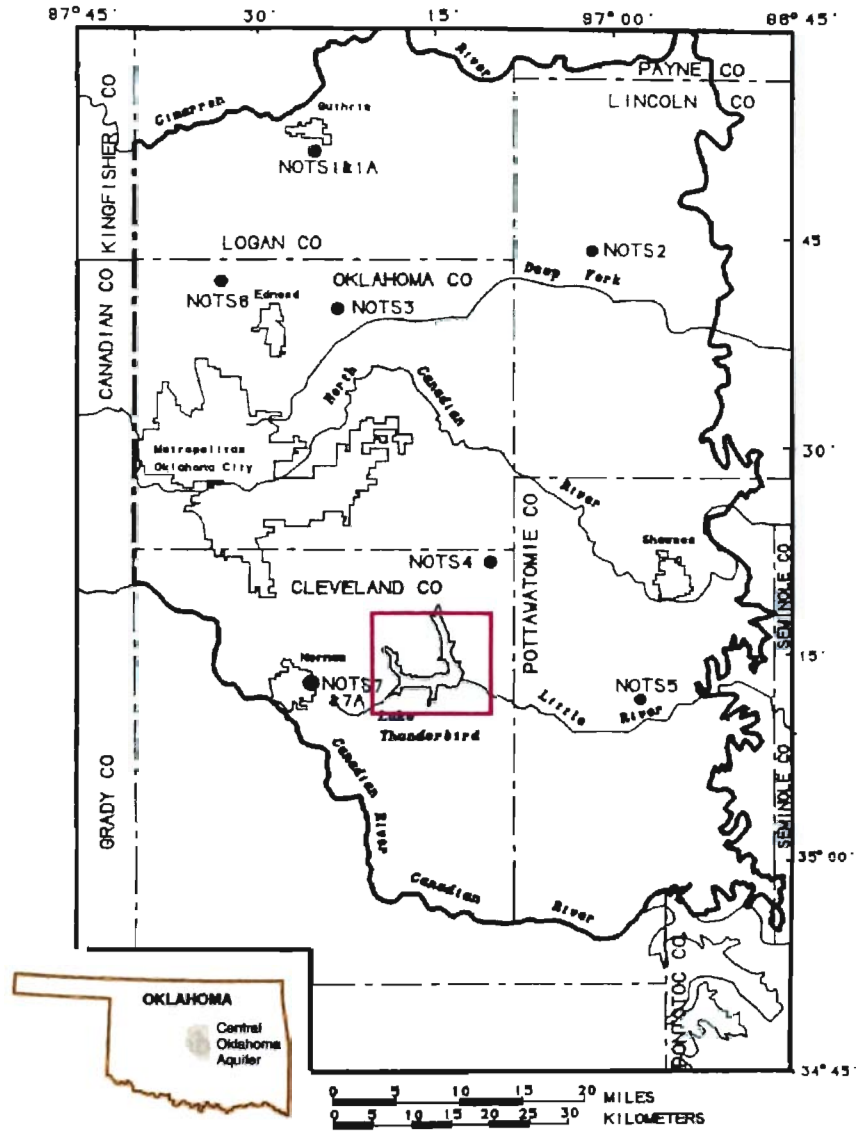 87°45' 30' 15' 97°00' 86°45'
River
PAYNE CO
LINCOLN CO
Cimarron
Guthrie
NOTS1&1A
KINGFISHER CO
LOGAN CO
NOTS2
45'
CANADIAN CO
OKLAHOMA CO
Deep Fork
NOTS6
Edmond
NOTS3
North Canadian River
Metropolitan
Oklahoma City
30'
POTTAWATOMIE CO
Shawnee
NOTS4
CLEVELAND CO
SEMINOLE CO
15'
Norman
NOTS7
&7A
NOTS5
Little River
Lake
Thunderbird
Canadian River
GRADY CO
SEMINOLE CO
35°00'
Canadian River
PONTOTOC CO
OKLAHOMA
Central
Oklahoma
Aquifer
34°45'
0 5 10 15 20 MILES
0 5 10 15 20 25 30 KILOMETERS